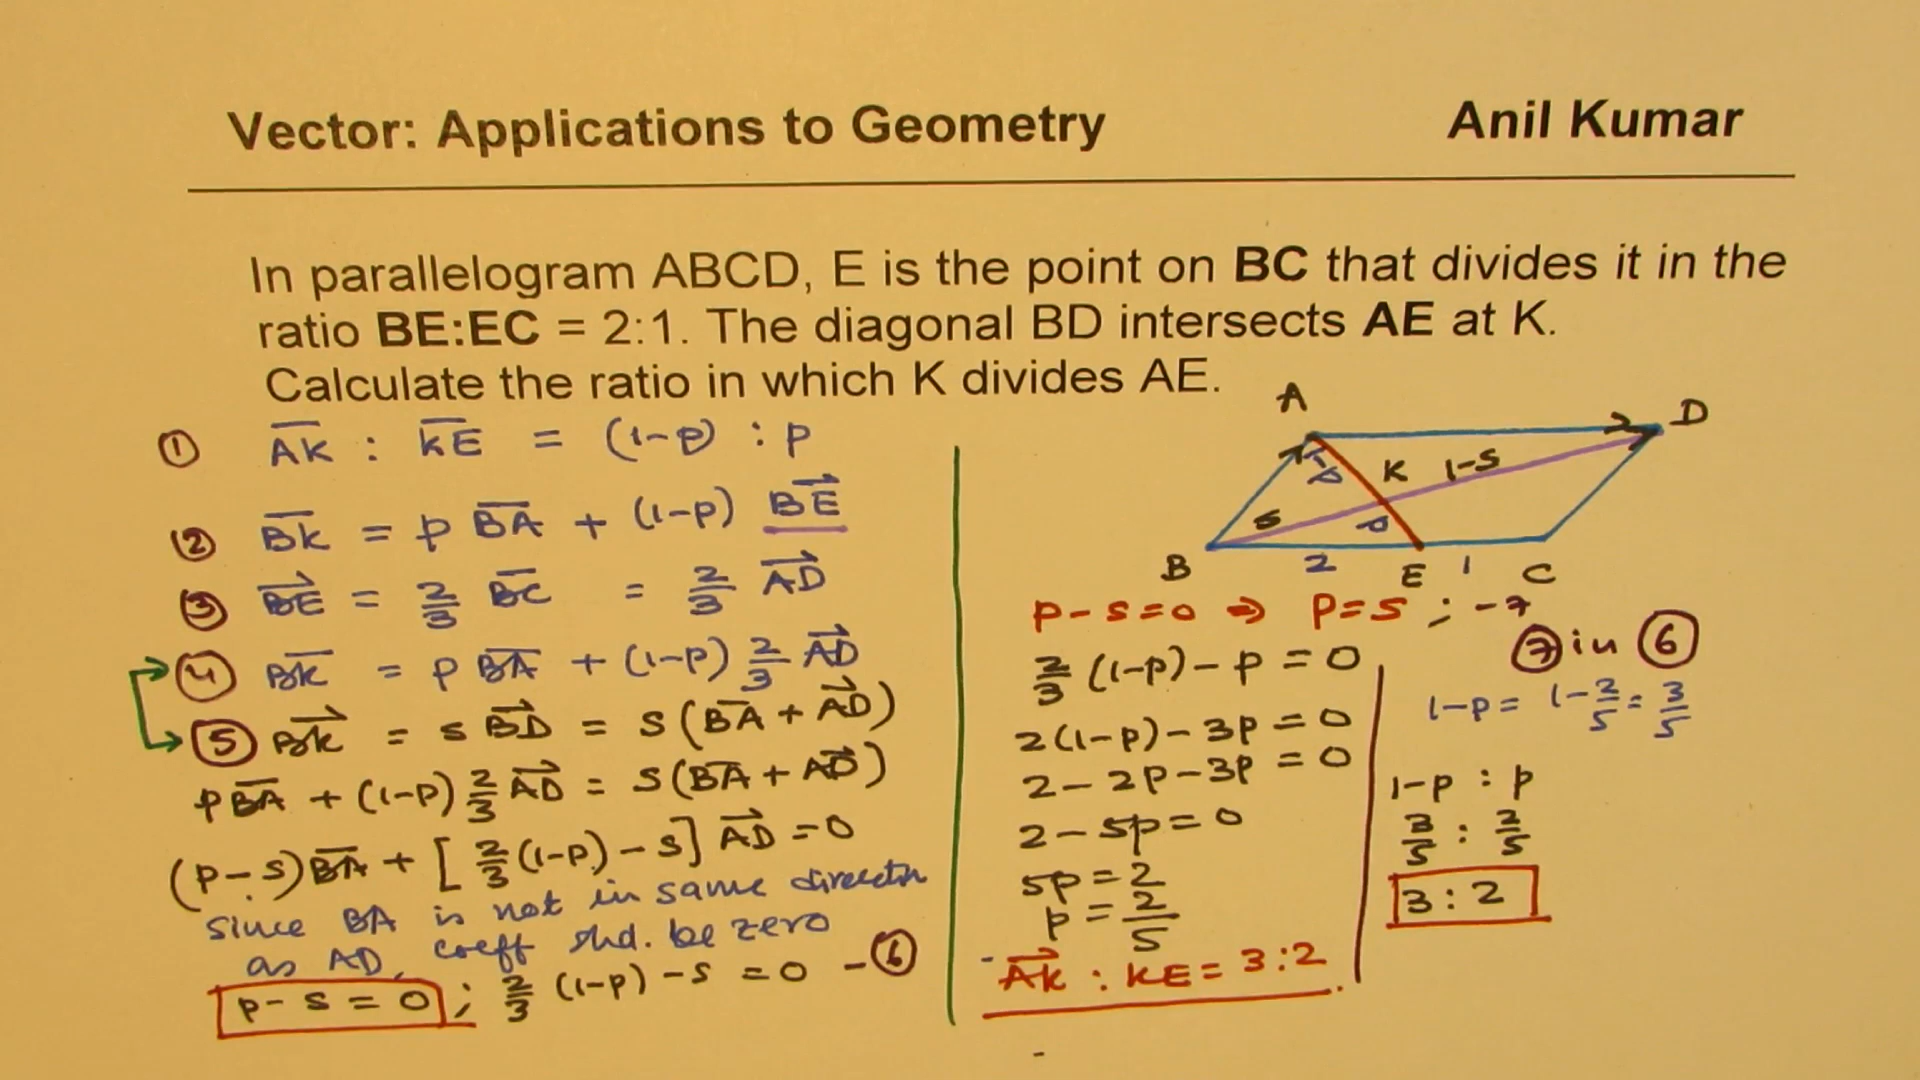 Vector: Applications to Geometry Anil Kumar
In parallelogram ABCD, E is the point on BC that divides it in the
ratio BE:EC = 2:1. The diagonal BD intersects AE at K.
Calculate the ratio in which K divides AE.
① AK : KE = (1-p) : p
② BK = p BA + (1-p) BE
③ BE = 2/3 BC = 2/3 AD
④ BK = p BA + (1-p) 2/3 AD
⑤ BK = s BD = s(BA + AD)
pBA + (1-p) 2/3 AD = s(BA + AD)
(p-s)BA + [2/3 (1-p) - s] AD = 0
since BA is not in same directn
as AD, coeff shd. be zero
p - s = 0 ; 2/3 (1-p) - s = 0 - ⑥
A D
K 1-s
s p
B 2 E 1 C
p - s = 0 ⇒ p = s ; - 7
⑦ in ⑥
2/3 (1-p) - p = 0
2(1-p) - 3p = 0
2 - 2p - 3p = 0
2 - 5p = 0
5p = 2
p = 2/5
AK : KE = 3:2
1-p = 1 - 2/5 = 3/5
1-p : p
3/5 : 2/5
3 : 2